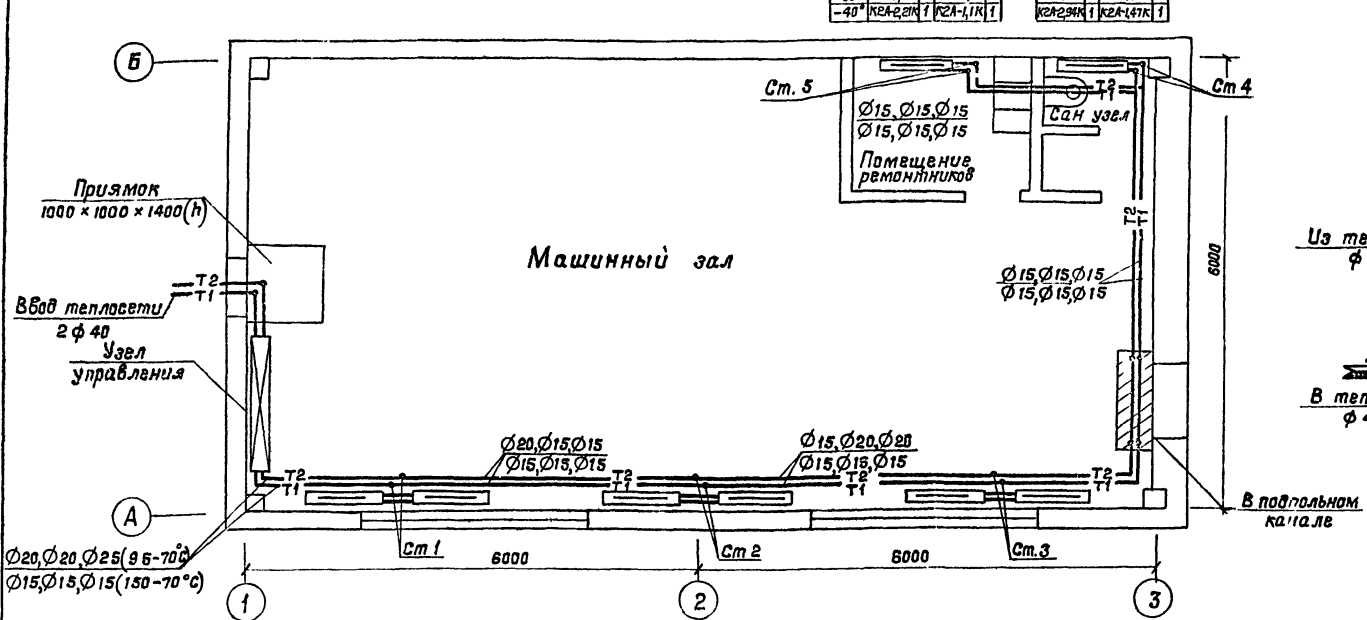 -40° К2А-2,21К 1 К2А-1,1К 1
К2А-2,94К 1 К2А-1,47К 1
Б
Ст. 5
Ст 4
Т2
Т1
Ø15, Ø15, Ø15
Ø15, Ø15, Ø15
Сан узел
Помещение
ремонтников
Приямок
1000 × 1000 × 1400(h)
Машинный зал
Т2
Т1
6000
Из те
ф
Ø15, Ø15, Ø15
Ø15, Ø15, Ø15
Т2
Т1
Ввод теплосети
2 ф 40
Узел
управления
В теп
ф 4
Ø20, Ø15, Ø15
Ø15, Ø15, Ø15
Ø15, Ø20, Ø20
Ø15, Ø15, Ø15
Т2
Т1
Т2
Т1
Т2
Т1
Т2
Т1
А
В подпольном
канале
Ст 1
Ст 2
Ст. 3
Ø20, Ø20, Ø25(95-70°С)
Ø15, Ø15, Ø15(150-70°С)
6000
6000
1
2
3